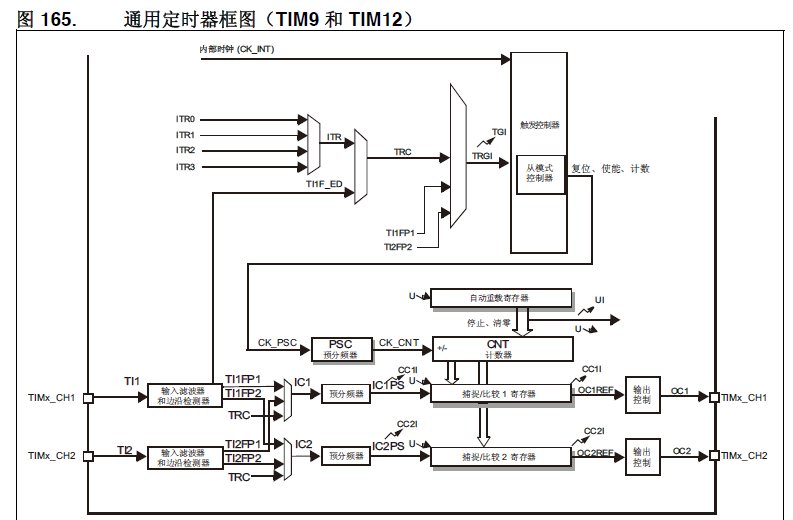 图 165. 通用定时器框图（TIM9 和 TIM12）
内部时钟 (CK_INT)
触发控制器
ITR0
ITR1
ITR2
ITR3
ITR
TRC
TGI
TRGI
TI1F_ED
TI1FP1
TI2FP2
从模式
控制器
复位、使能、计数
U
自动重载寄存器
UI
停止、清零
U
CK_PSC
PSC
预分频器
CK_CNT
+/-
CNT
计数器
TIMx_CH1
TI1
输入滤波器
和边沿检测器
TI1FP1
TI1FP2
TRC
IC1
预分频器
CC1I
IC1PS
U
捕捉/比较 1 寄存器
CC1I
OC1REF
输出
控制
OC1
TIMx_CH1
TIMx_CH2
TI2
输入滤波器
和边沿检测器
TI2FP1
TI2FP2
TRC
IC2
预分频器
CC2I
IC2PS
U
捕捉/比较 2 寄存器
CC2I
OC2REF
输出
控制
OC2
TIMx_CH2